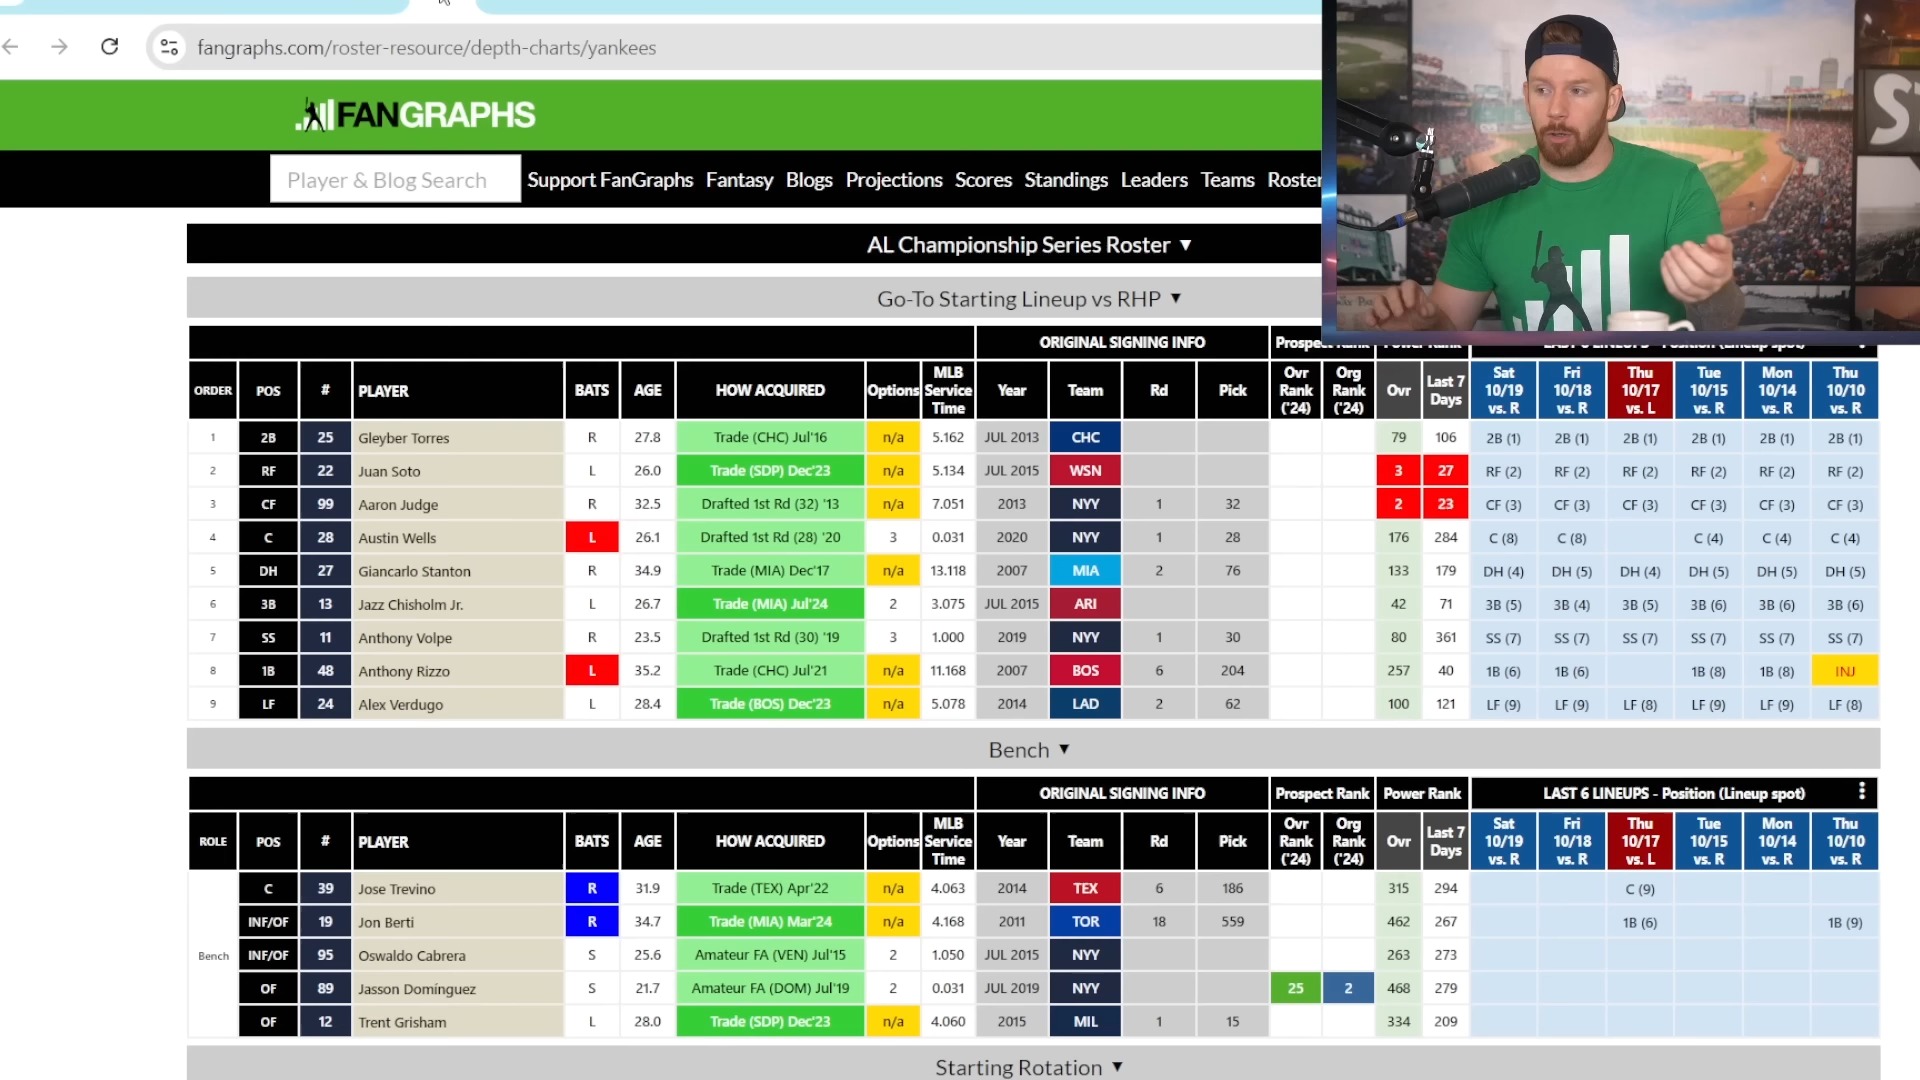 fangraphs.com/roster-resource/depth-charts/yankees
FANGRAPHS
Player & Blog Search Support FanGraphs Fantasy Blogs Projections Scores Standings Leaders Teams Roster
AL Championship Series Roster ▼
Go-To Starting Lineup vs RHP ▼
ORIGINAL SIGNING INFO
ORDER POS # PLAYER BATS AGE HOW ACQUIRED Options MLB Service Time Year Team Rd Pick Ovr Rank ('24) Org Rank ('24) Ovr Last 7 Days Sat 10/19 vs. R Fri 10/18 vs. R Thu 10/17 vs. L Tue 10/15 vs. R Mon 10/14 vs. R Thu 10/10 vs. R
1 2B 25 Gleyber Torres R 27.8 Trade (CHC) Jul'16 n/a 5.162 JUL 2013 CHC 79 106 2B (1) 2B (1) 2B (1) 2B (1) 2B (1) 2B (1)
2 RF 22 Juan Soto L 26.0 Trade (SDP) Dec'23 n/a 5.134 JUL 2015 WSN 3 27 RF (2) RF (2) RF (2) RF (2) RF (2) RF (2)
3 CF 99 Aaron Judge R 32.5 Drafted 1st Rd (32) '13 n/a 7.051 2013 NYY 1 32 2 23 CF (3) CF (3) CF (3) CF (3) CF (3) CF (3)
4 C 28 Austin Wells L 26.1 Drafted 1st Rd (28) '20 3 0.031 2020 NYY 1 28 176 284 C (8) C (8) C (4) C (4) C (4)
5 DH 27 Giancarlo Stanton R 34.9 Trade (MIA) Dec'17 n/a 13.118 2007 MIA 2 76 133 179 DH (4) DH (5) DH (4) DH (5) DH (5) DH (5)
6 3B 13 Jazz Chisholm Jr. L 26.7 Trade (MIA) Jul'24 2 3.075 JUL 2015 ARI 42 71 3B (5) 3B (4) 3B (5) 3B (6) 3B (6) 3B (6)
7 SS 11 Anthony Volpe R 23.5 Drafted 1st Rd (30) '19 3 1.000 2019 NYY 1 30 80 361 SS (7) SS (7) SS (7) SS (7) SS (7) SS (7)
8 1B 48 Anthony Rizzo L 35.2 Trade (CHC) Jul'21 n/a 11.168 2007 BOS 6 204 257 40 1B (6) 1B (6) 1B (8) 1B (8) INJ
9 LF 24 Alex Verdugo L 28.4 Trade (BOS) Dec'23 n/a 5.078 2014 LAD 2 62 100 121 LF (9) LF (9) LF (8) LF (9) LF (9) LF (8)
Bench ▼
ORIGINAL SIGNING INFO Prospect Rank Power Rank LAST 6 LINEUPS - Position (Lineup spot)
ROLE POS # PLAYER BATS AGE HOW ACQUIRED Options MLB Service Time Year Team Rd Pick Ovr Rank ('24) Org Rank ('24) Ovr Last 7 Days Sat 10/19 vs. R Fri 10/18 vs. R Thu 10/17 vs. L Tue 10/15 vs. R Mon 10/14 vs. R Thu 10/10 vs. R
C 39 Jose Trevino R 31.9 Trade (TEX) Apr'22 n/a 4.063 2014 TEX 6 186 315 294 C (9)
INF/OF 19 Jon Berti R 34.7 Trade (MIA) Mar'24 n/a 4.168 2011 TOR 18 559 462 267 1B (6) 1B (9)
Bench INF/OF 95 Oswaldo Cabrera S 25.6 Amateur FA (VEN) Jul'15 2 1.050 JUL 2015 NYY 263 273
OF 89 Jasson Domínguez S 21.7 Amateur FA (DOM) Jul'19 2 0.031 JUL 2019 NYY 25 2 468 279
OF 12 Trent Grisham L 28.0 Trade (SDP) Dec'23 n/a 4.060 2015 MIL 1 15 334 209
Starting Rotation ▼